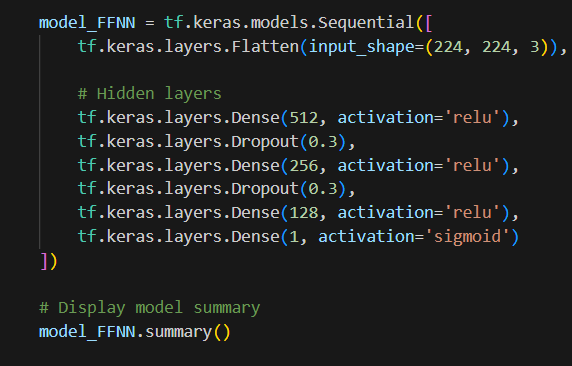 model_FFNN = tf.keras.models.Sequential([
    tf.keras.layers.Flatten(input_shape=(224, 224, 3)),

    # Hidden layers
    tf.keras.layers.Dense(512, activation='relu'),
    tf.keras.layers.Dropout(0.3),
    tf.keras.layers.Dense(256, activation='relu'),
    tf.keras.layers.Dropout(0.3),
    tf.keras.layers.Dense(128, activation='relu'),
    tf.keras.layers.Dense(1, activation='sigmoid')
])

# Display model summary
model_FFNN.summary()